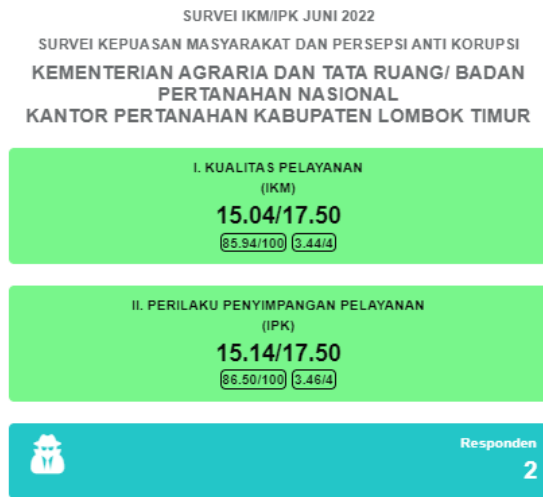 SURVEI IKM/IPK JUNI 2022
SURVEI KEPUASAN MASYARAKAT DAN PERSEPSI ANTI KORUPSI
KEMENTERIAN AGRARIA DAN TATA RUANG/ BADAN
PERTANAHAN NASIONAL
KANTOR PERTANAHAN KABUPATEN LOMBOK TIMUR
I. KUALITAS PELAYANAN
(IKM)
15.04/17.50
85.94/100 3.44/4
II. PERILAKU PENYIMPANGAN PELAYANAN
(IPK)
15.14/17.50
86.50/100 3.46/4
Responden
2